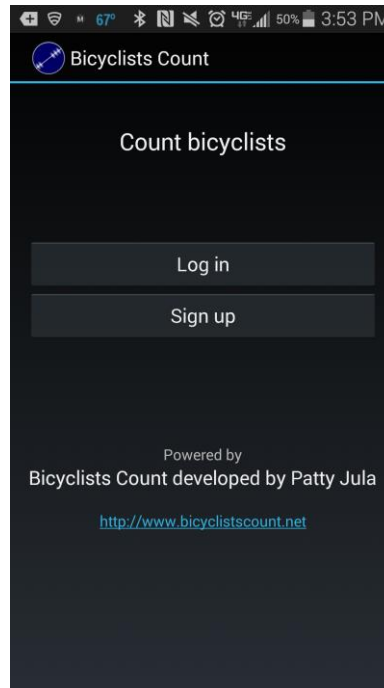 67° 4G 50% 3:53 PM
Bicyclists Count
Count bicyclists
Log in
Sign up
Powered by
Bicyclists Count developed by Patty Jula
http://www.bicyclistscount.net